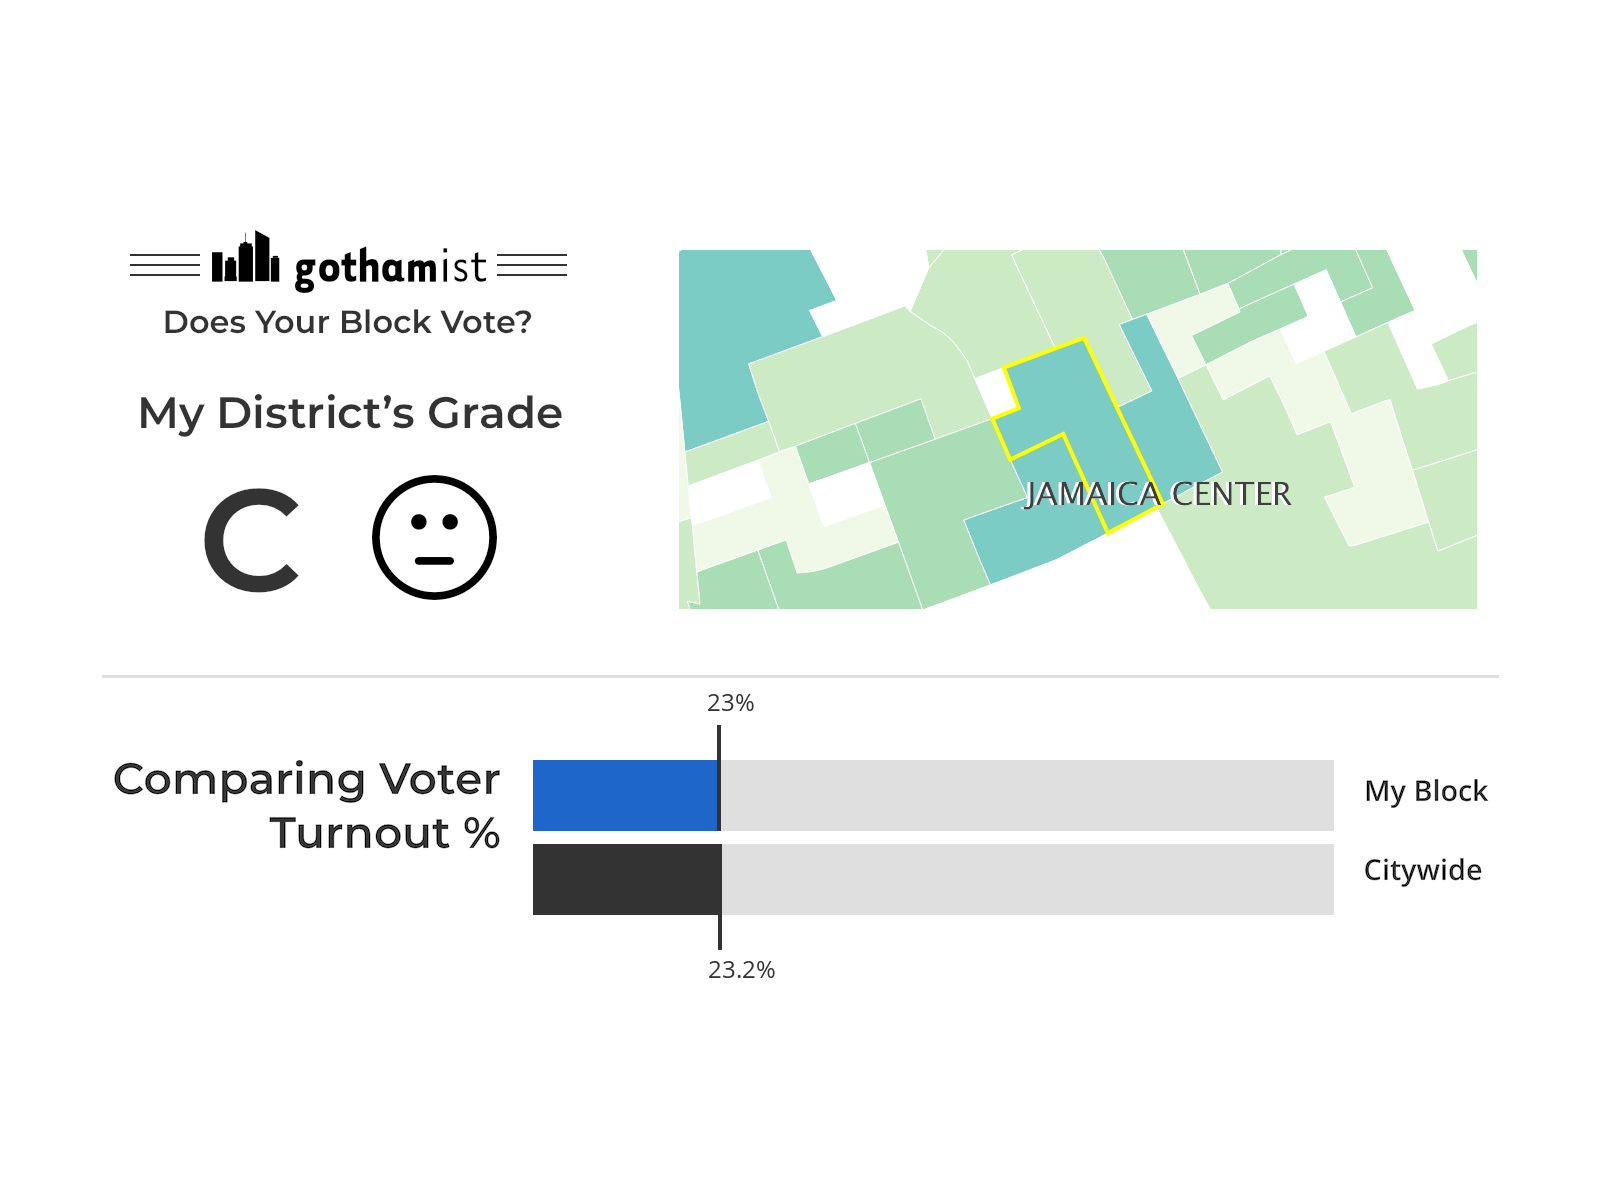 gothamist
Does Your Block Vote?
My District's Grade
C
JAMAICA CENTER
23%
Comparing Voter
Turnout %
My Block
Citywide
23.2%